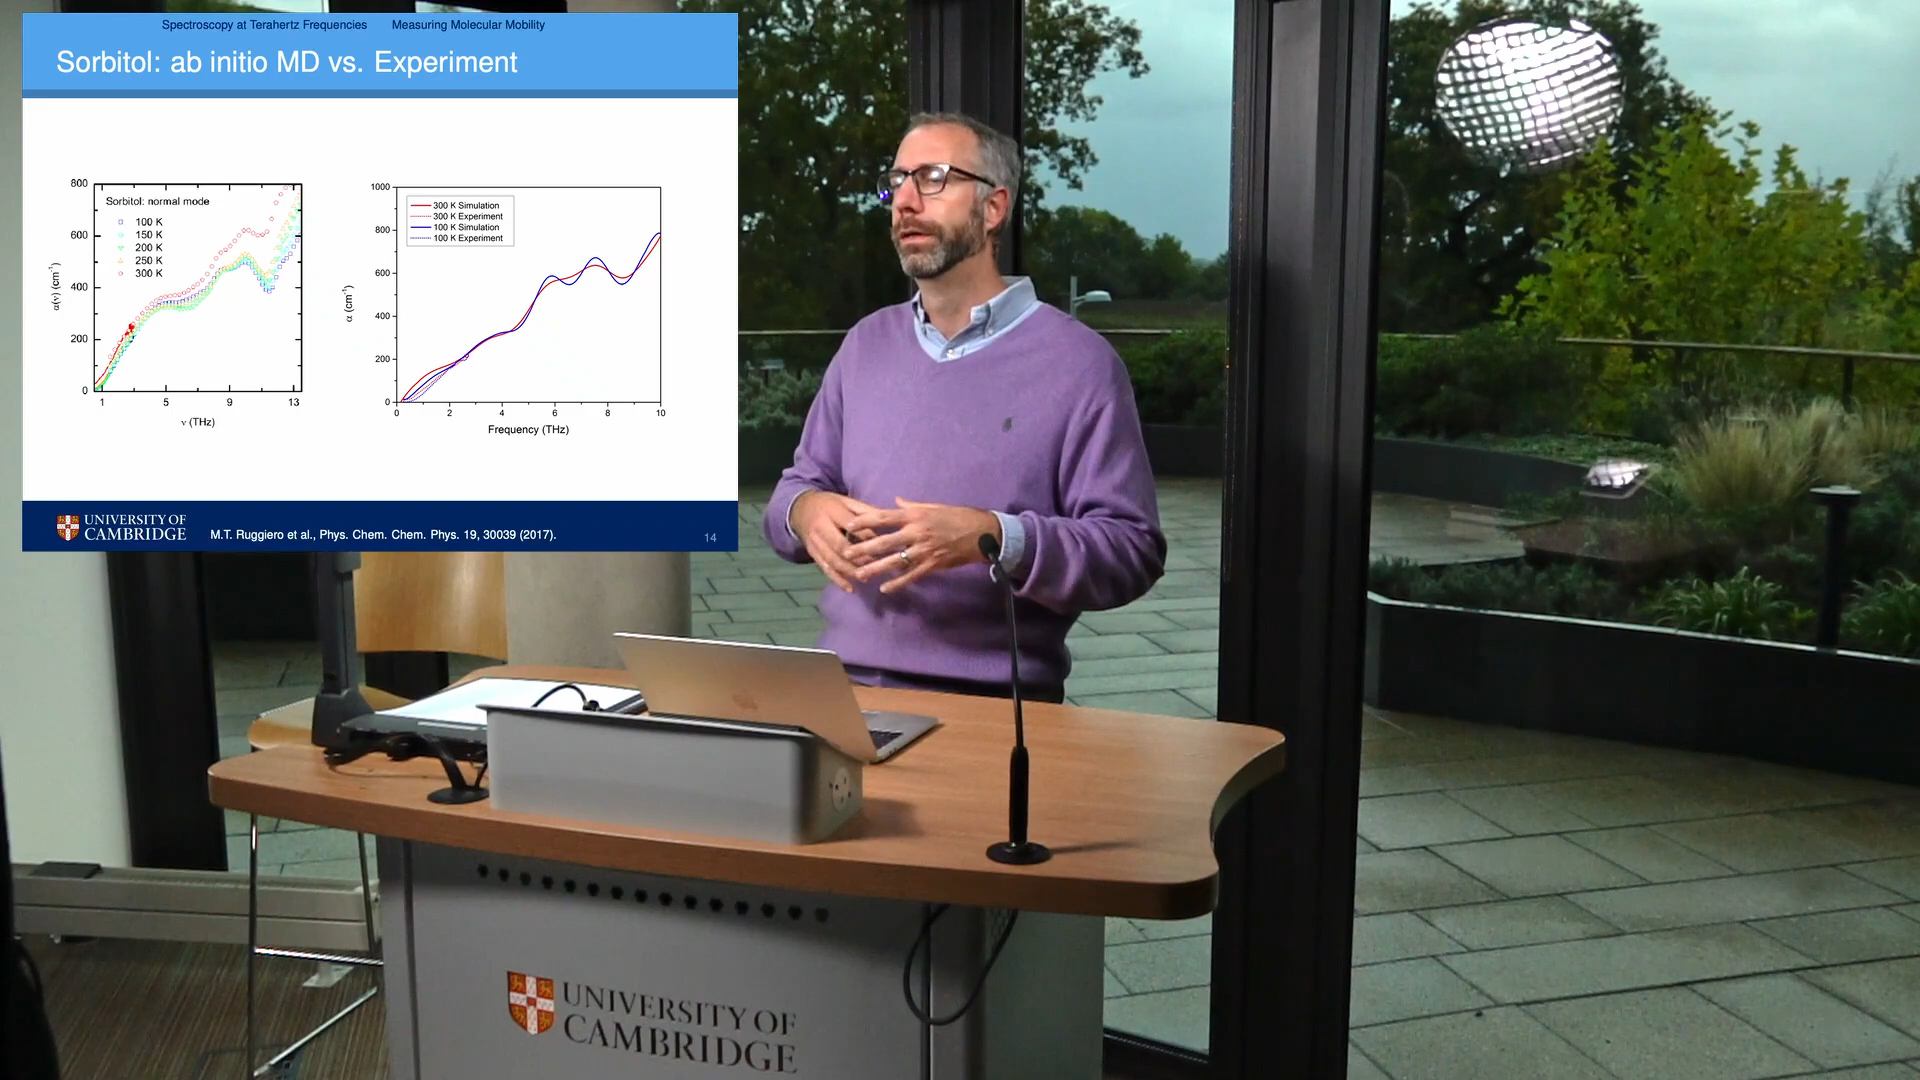 Spectroscopy at Terahertz Frequencies Measuring Molecular Mobility
Sorbitol: ab initio MD vs. Experiment
800
600
400
200
0
α(ν) (cm⁻¹)
Sorbitol: normal mode
100 K
150 K
200 K
250 K
300 K
1 5 9 13
ν (THz)
1000
800
600
400
200
0
α (cm⁻¹)
300 K Simulation
300 K Experiment
100 K Simulation
100 K Experiment
0 2 4 6 8 10
Frequency (THz)
UNIVERSITY OF
CAMBRIDGE
M.T. Ruggiero et al., Phys. Chem. Chem. Phys. 19, 30039 (2017).
14
UNIVERSITY OF
CAMBRIDGE